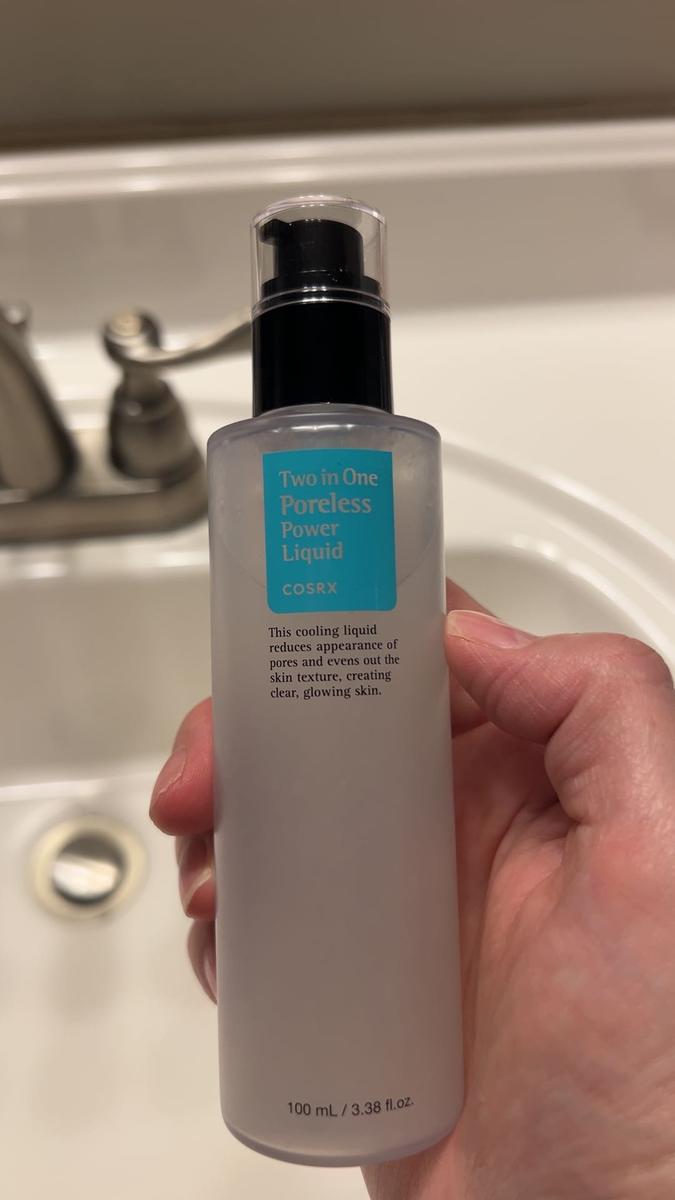 Two in One
Poreless
Power
Liquid
COSRX
This cooling liquid
reduces appearance of
pores and evens out the
skin texture, creating
clear, glowing skin.
100 mL / 3.38 fl.oz.